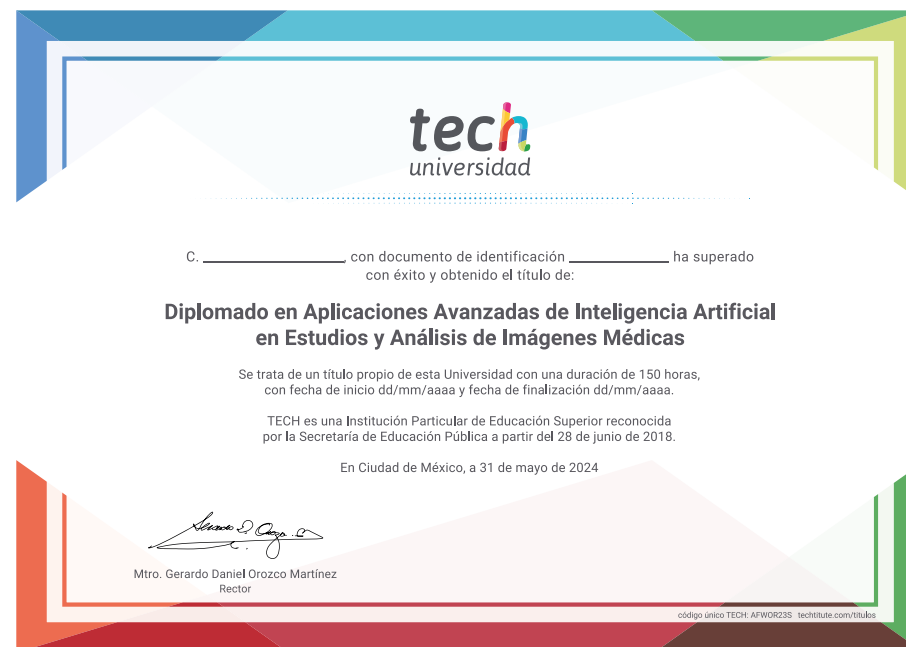 tech
universidad
C. ____________________, con documento de identificación ______________ ha superado
con éxito y obtenido el título de:
Diplomado en Aplicaciones Avanzadas de Inteligencia Artificial
en Estudios y Análisis de Imágenes Médicas
Se trata de un título propio de esta Universidad con una duración de 150 horas,
con fecha de inicio dd/mm/aaaa y fecha de finalización dd/mm/aaaa.
TECH es una Institución Particular de Educación Superior reconocida
por la Secretaría de Educación Pública a partir del 28 de junio de 2018.
En Ciudad de México, a 31 de mayo de 2024
Mtro. Gerardo Daniel Orozco Martínez
Rector
código único TECH: AFWOR23S techtitute.com/titulos